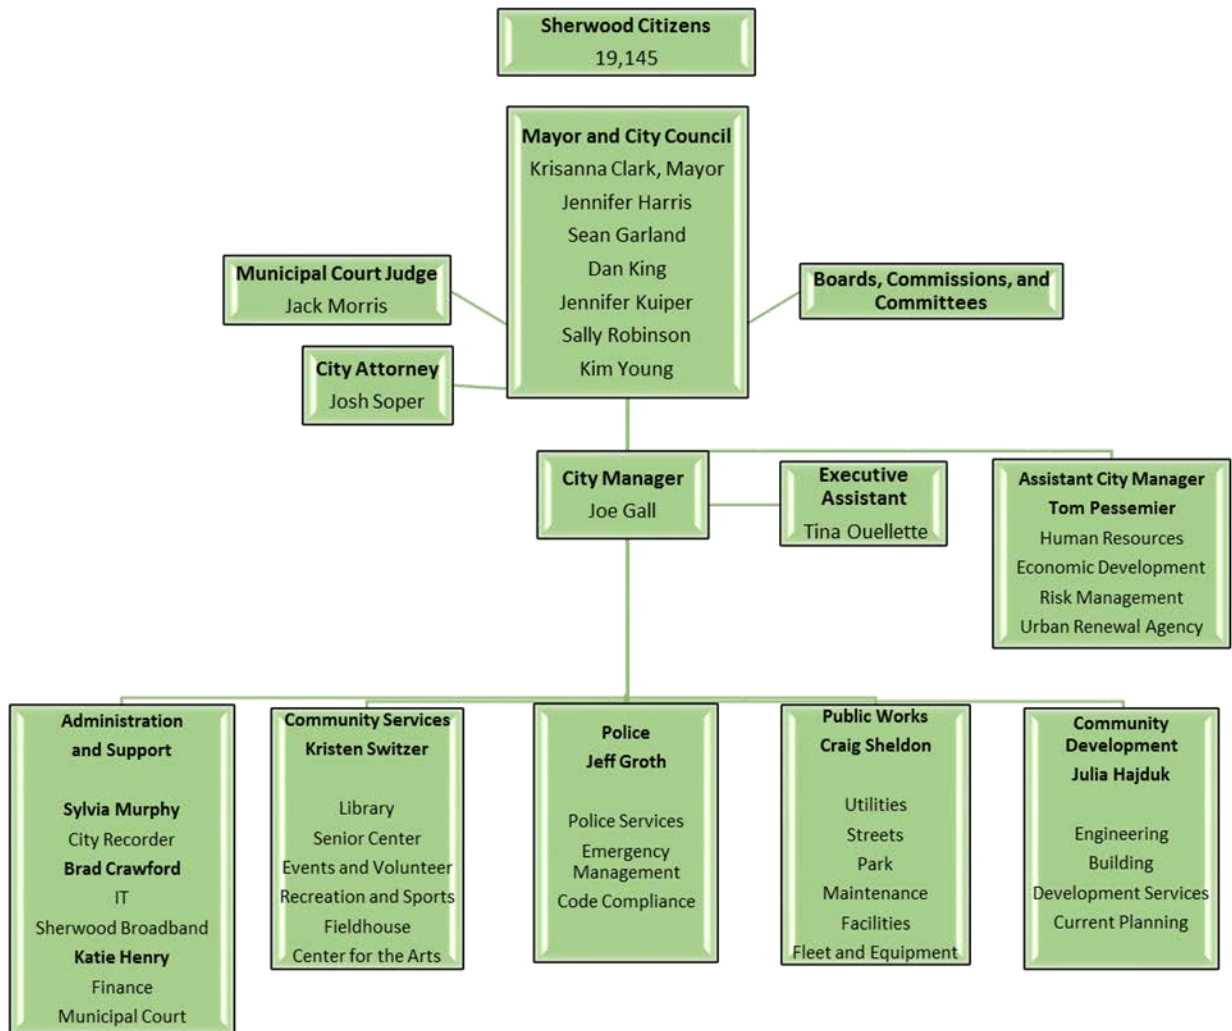 Sherwood Citizens
19,145
Mayor and City Council
Krisanna Clark, Mayor
Jennifer Harris
Sean Garland
Dan King
Jennifer Kuiper
Sally Robinson
Kim Young
Municipal Court Judge
Jack Morris
Boards, Commissions, and
Committees
City Attorney
Josh Soper
City Manager
Joe Gall
Executive
Assistant
Tina Ouellette
Assistant City Manager
Tom Pessemier
Human Resources
Economic Development
Risk Management
Urban Renewal Agency
Administration
and Support
Sylvia Murphy
City Recorder
Brad Crawford
IT
Sherwood Broadband
Katie Henry
Finance
Municipal Court
Community Services
Kristen Switzer
Library
Senior Center
Events and Volunteer
Recreation and Sports
Fieldhouse
Center for the Arts
Police
Jeff Groth
Police Services
Emergency
Management
Code Compliance
Public Works
Craig Sheldon
Utilities
Streets
Park
Maintenance
Facilities
Fleet and Equipment
Community
Development
Julia Hajduk
Engineering
Building
Development Services
Current Planning